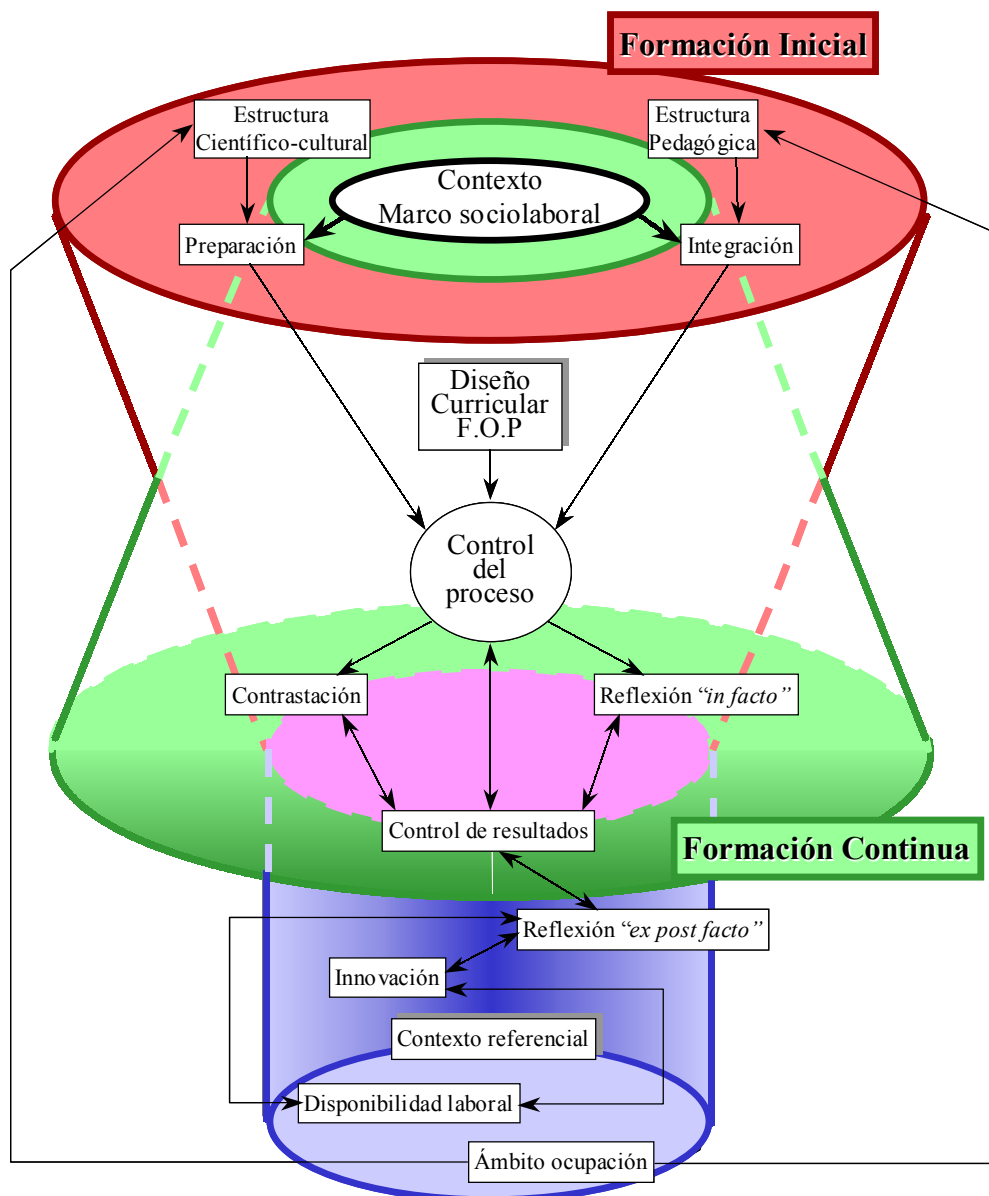 Formación Inicial
Estructura
Científico-cultural
Estructura
Pedagógica
Contexto
Marco sociolaboral
Preparación
Integración
Diseño
Curricular
F.O.P
Control
del
proceso
Contrastación
Reflexión “in facto”
Control de resultados
Formación Continua
Reflexión “ex post facto”
Innovación
Contexto referencial
Disponibilidad laboral
Ámbito ocupación